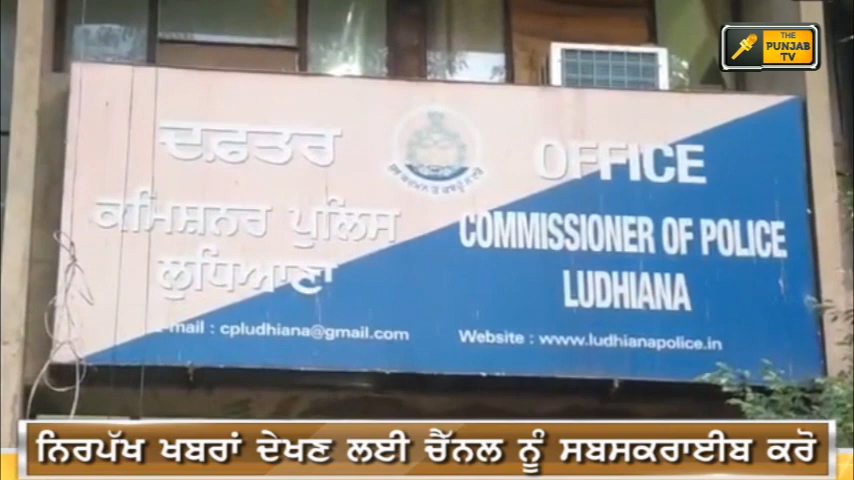 THE
PUNJAB
TV
ਦਫ਼ਤਰ
ਕਮਿਸ਼ਨਰ ਪੁਲਿਸ
ਲੁਧਿਆਣਾ
OFFICE
COMMISSIONER OF POLICE
LUDHIANA
E-mail : cpludhiana@gmail.com
Website : www.ludhianapolice.in
ਨਿਰਪੱਖ ਖਬਰਾਂ ਦੇਖਣ ਲਈ ਚੈੱਨਲ ਨੂੰ ਸਬਸਕਰਾਈਬ ਕਰੋ